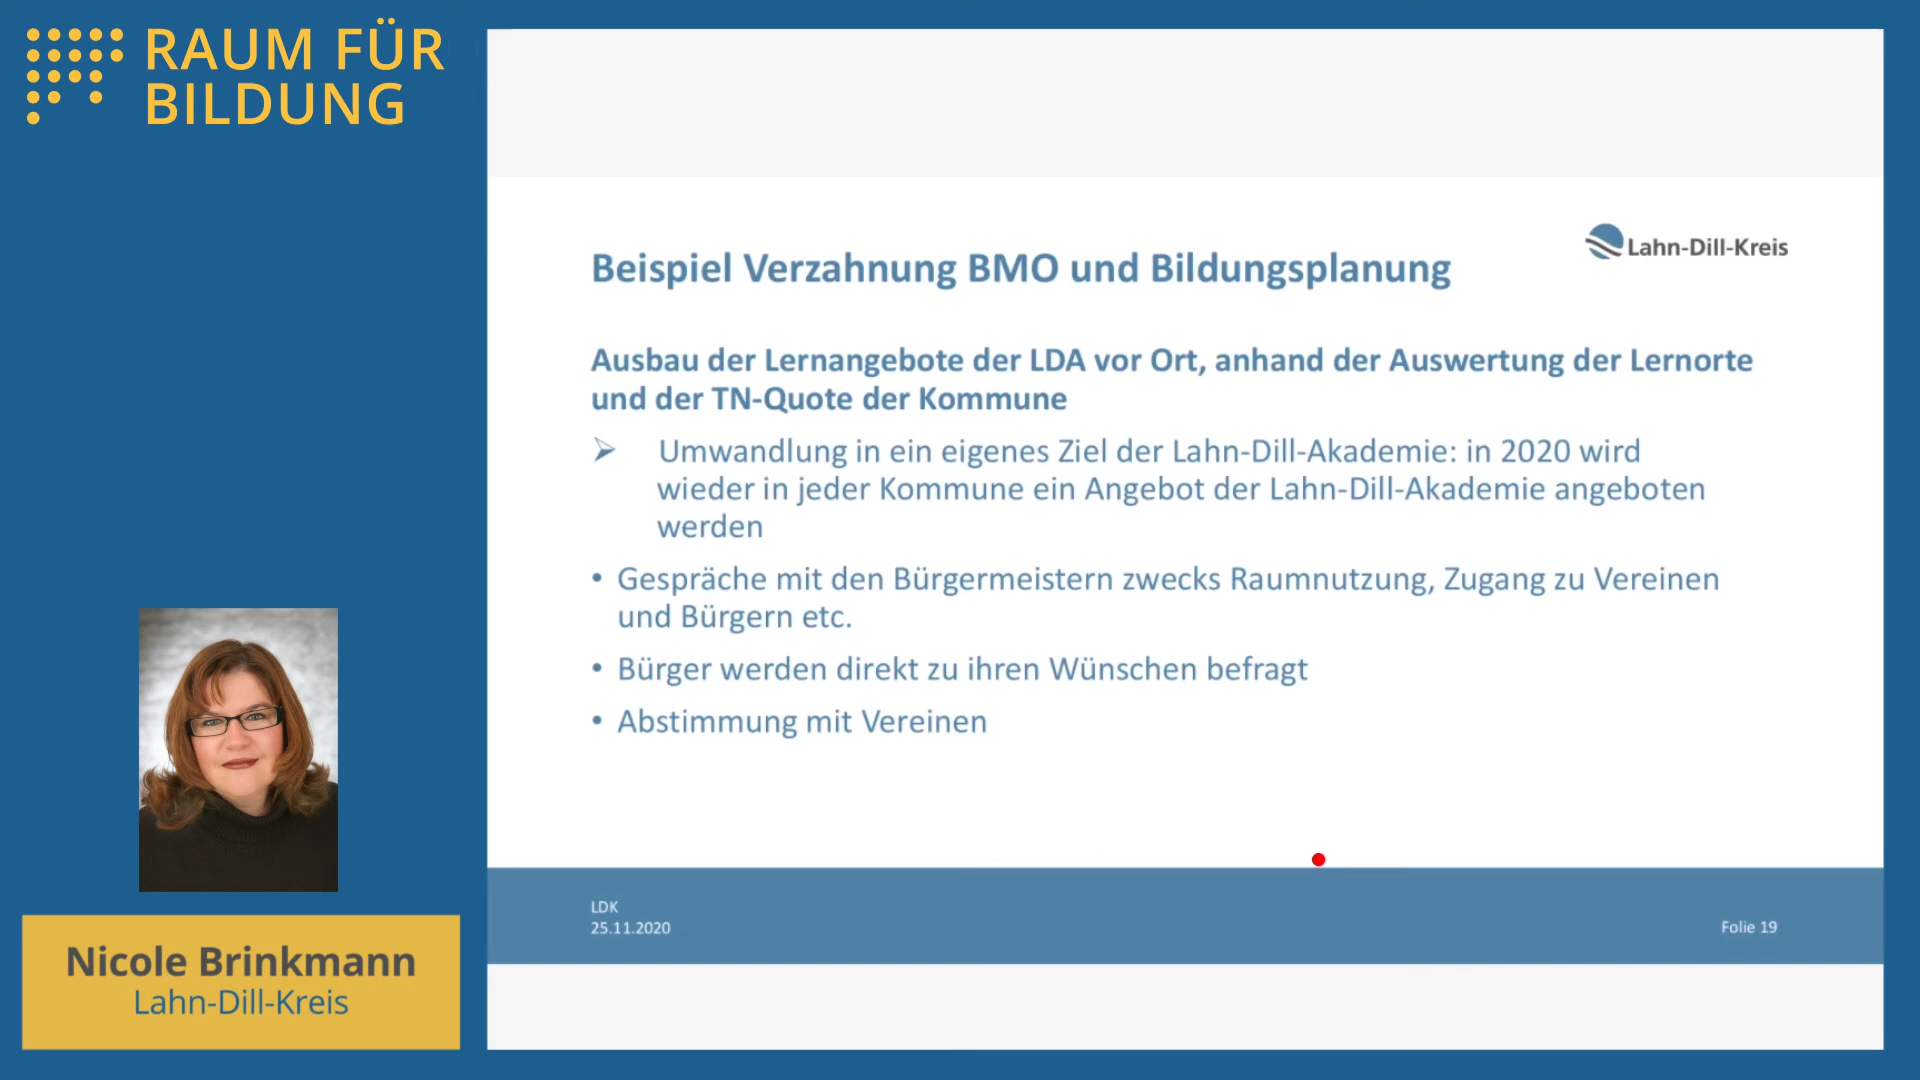 RAUM FÜR
BILDUNG
Lahn-Dill-Kreis
Beispiel Verzahnung BMO und Bildungsplanung
Ausbau der Lernangebote der LDA vor Ort, anhand der Auswertung der Lernorte
und der TN-Quote der Kommune
➢ Umwandlung in ein eigenes Ziel der Lahn-Dill-Akademie: in 2020 wird
wieder in jeder Kommune ein Angebot der Lahn-Dill-Akademie angeboten
werden
• Gespräche mit den Bürgermeistern zwecks Raumnutzung, Zugang zu Vereinen
und Bürgern etc.
• Bürger werden direkt zu ihren Wünschen befragt
• Abstimmung mit Vereinen
LDK
25.11.2020
Folie 19
Nicole Brinkmann
Lahn-Dill-Kreis